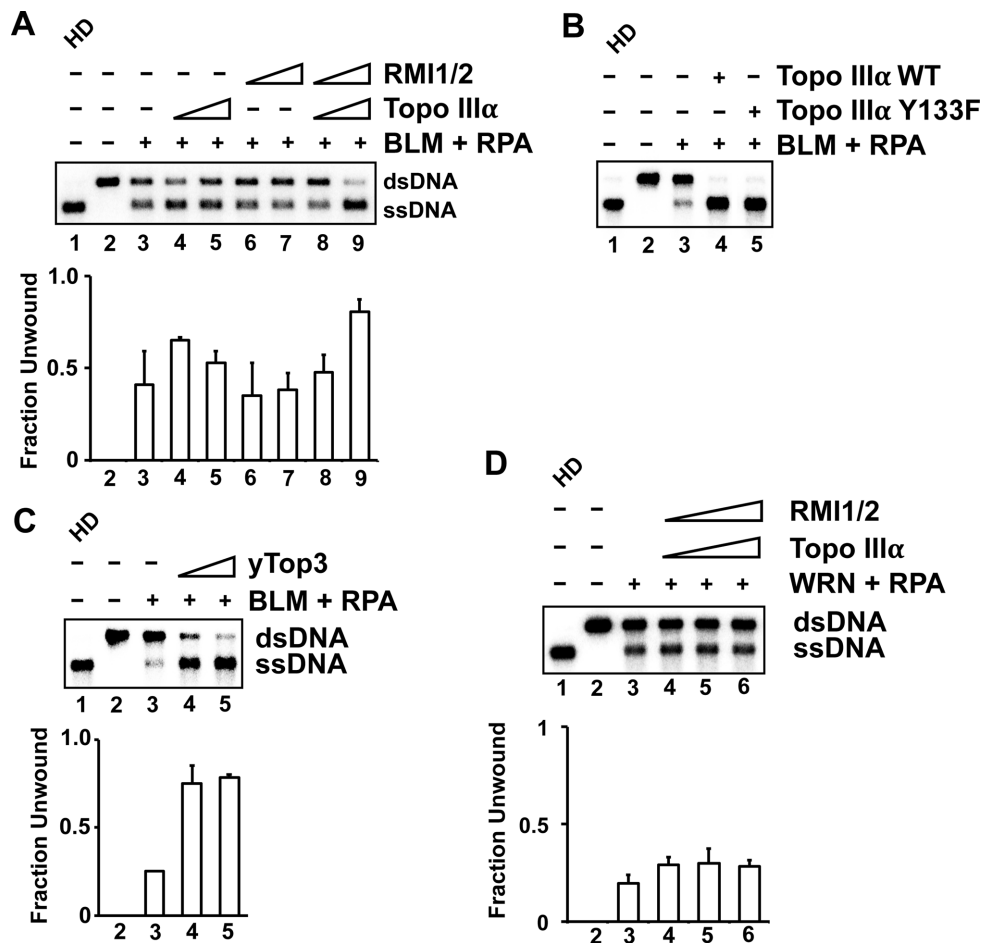 A
HD
– – – – – RMI1/2
– – – – – Topo IIIα
– – + + + + + + + BLM + RPA
dsDNA
ssDNA
1 2 3 4 5 6 7 8 9
Fraction Unwound
1.0
0.5
0
2 3 4 5 6 7 8 9
B
HD
– – – + – Topo IIIα WT
– – – – + Topo IIIα Y133F
– – + + + BLM + RPA
1 2 3 4 5
C
HD
– – – yTop3
– – + + + BLM + RPA
dsDNA
ssDNA
1 2 3 4 5
Fraction Unwound
1.0
0.5
0
2 3 4 5
D
HD
– – RMI1/2
– – Topo IIIα
– – + + + + WRN + RPA
dsDNA
ssDNA
1 2 3 4 5 6
Fraction Unwound
1
0.5
0
2 3 4 5 6